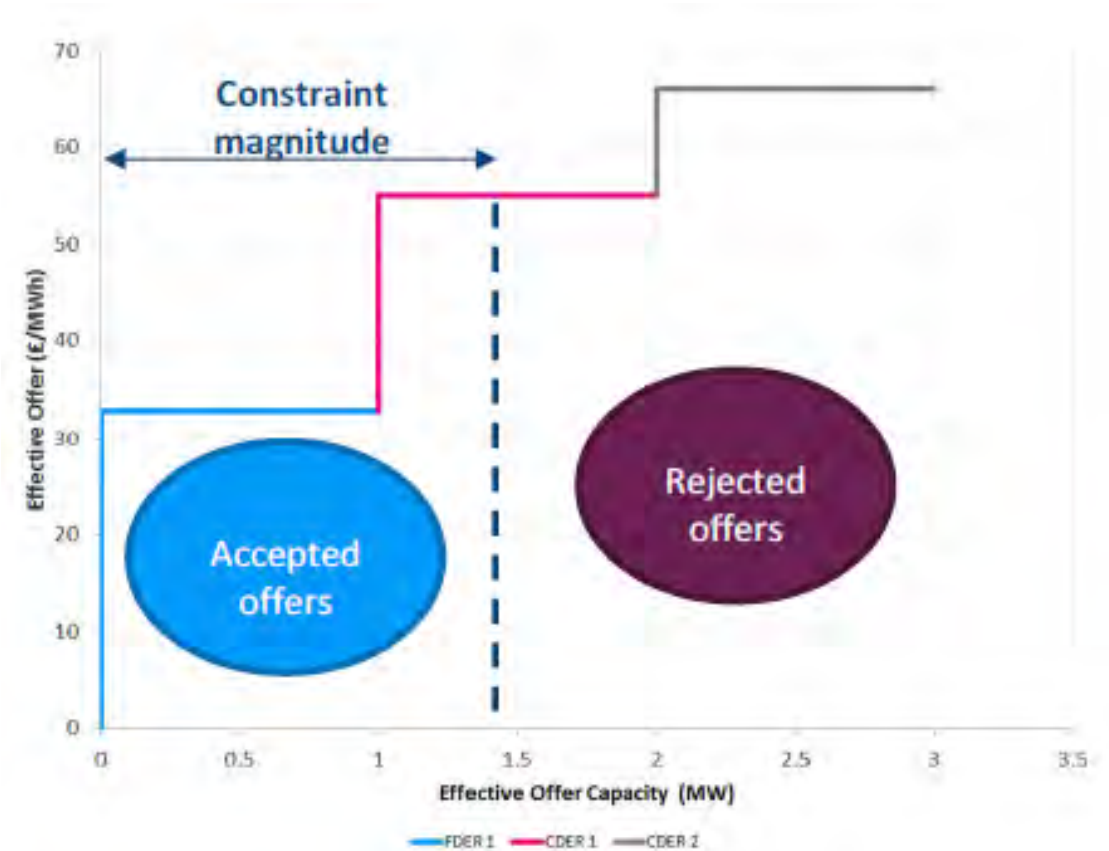 70
60
50
40
30
20
10
0
Effective Offer (£/MWh)
Constraint
magnitude
Accepted
offers
Rejected
offers
0 0.5 1 1.5 2 2.5 3 3.5
Effective Offer Capacity (MW)
FDER 1 CDER 1 CDER 2